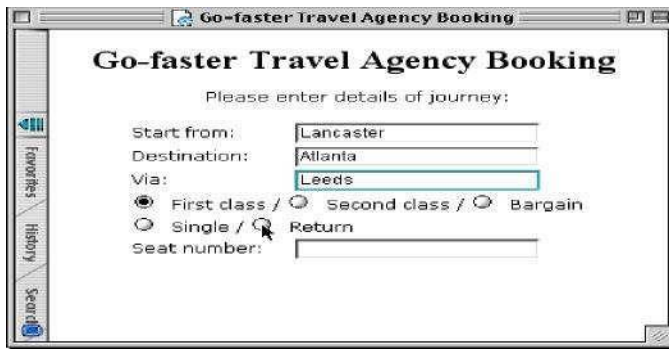 Go-faster Travel Agency Booking
Go-faster Travel Agency Booking
Please enter details of journey:
Start from: Lancaster
Destination: Atlanta
Via: Leeds
First class / Second class / Bargain
Single / Return
Seat number:
Favorites
History
Search